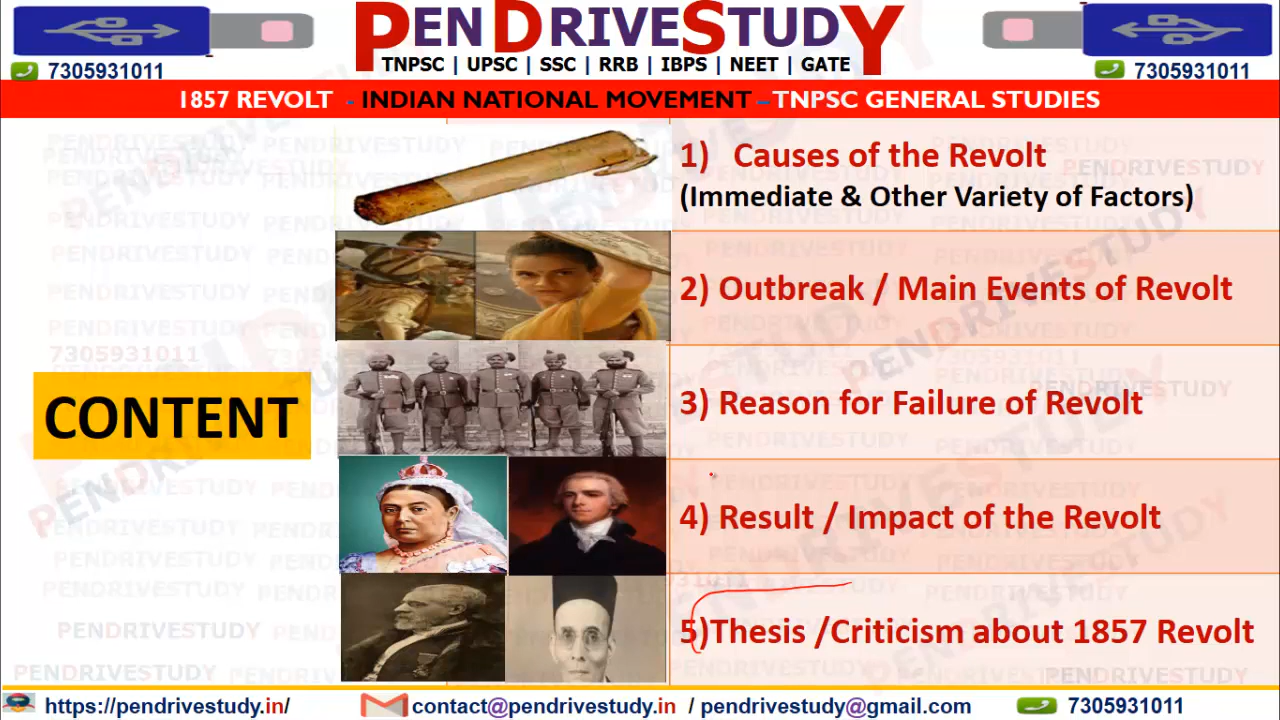 PENDRIVESTUDY
TNPSC | UPSC | SSC | RRB | IBPS | NEET | GATE
7305931011
7305931011
1857 REVOLT - INDIAN NATIONAL MOVEMENT – TNPSC GENERAL STUDIES
CONTENT
1) Causes of the Revolt
(Immediate & Other Variety of Factors)
2) Outbreak / Main Events of Revolt
3) Reason for Failure of Revolt
4) Result / Impact of the Revolt
5)Thesis /Criticism about 1857 Revolt
https://pendrivestudy.in/
contact@pendrivestudy.in / pendrivestudy@gmail.com
7305931011